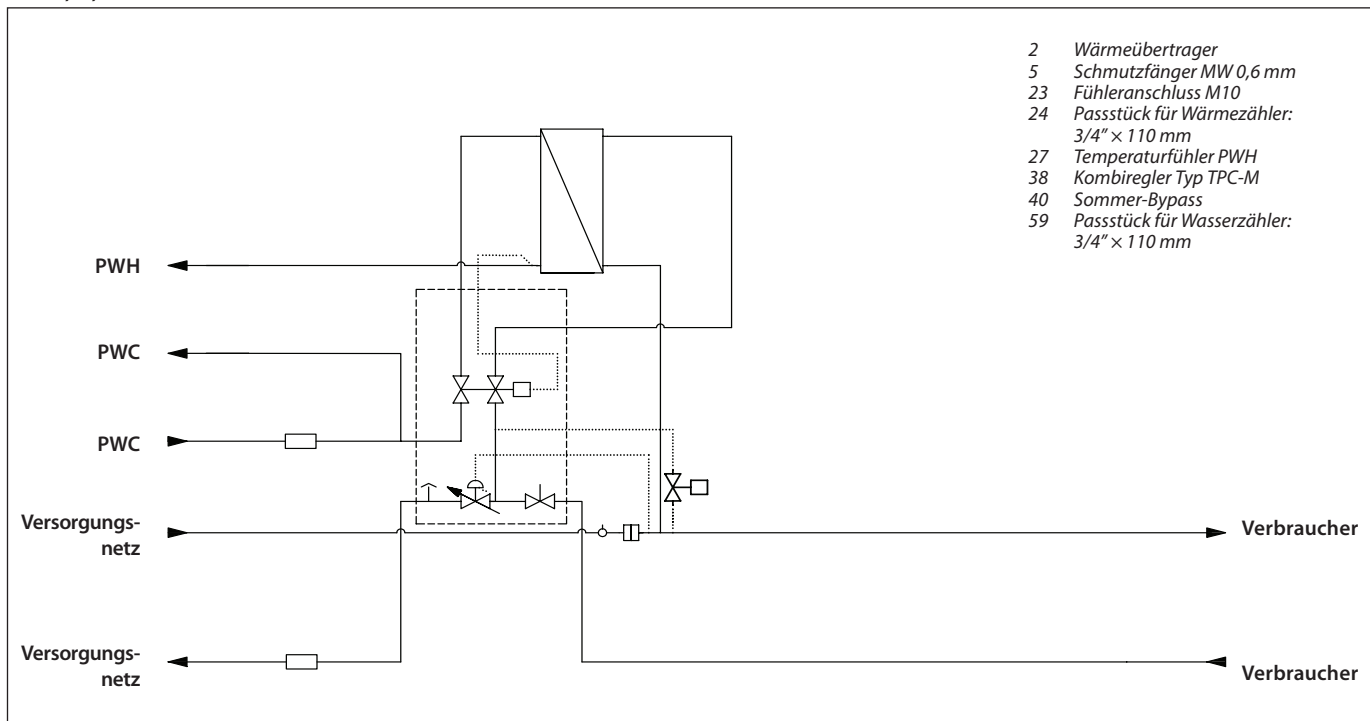 2 Wärmeübertrager
5 Schmutzfänger MW 0,6 mm
23 Fühleranschluss M10
24 Passstück für Wärmezähler:
3/4″ × 110 mm
27 Temperaturfühler PWH
38 Kombiregler Typ TPC-M
40 Sommer-Bypass
59 Passstück für Wasserzähler:
3/4″ × 110 mm
PWH
PWC
PWC
Versorgungs-
netz
Verbraucher
Versorgungs-
netz
Verbraucher